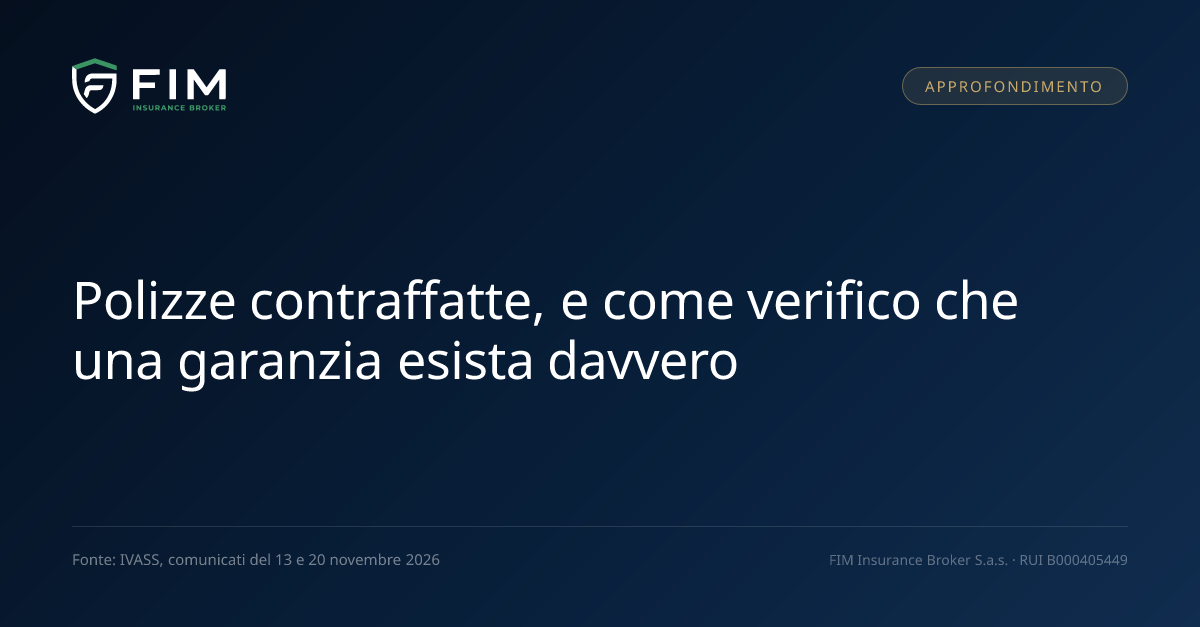 FIM
INSURANCE BROKER
APPROFONDIMENTO
Polizze contraffatte, e come verifico che
una garanzia esista davvero
Fonte: IVASS, comunicati del 13 e 20 novembre 2026
FIM Insurance Broker S.a.s. · RUI B000405449